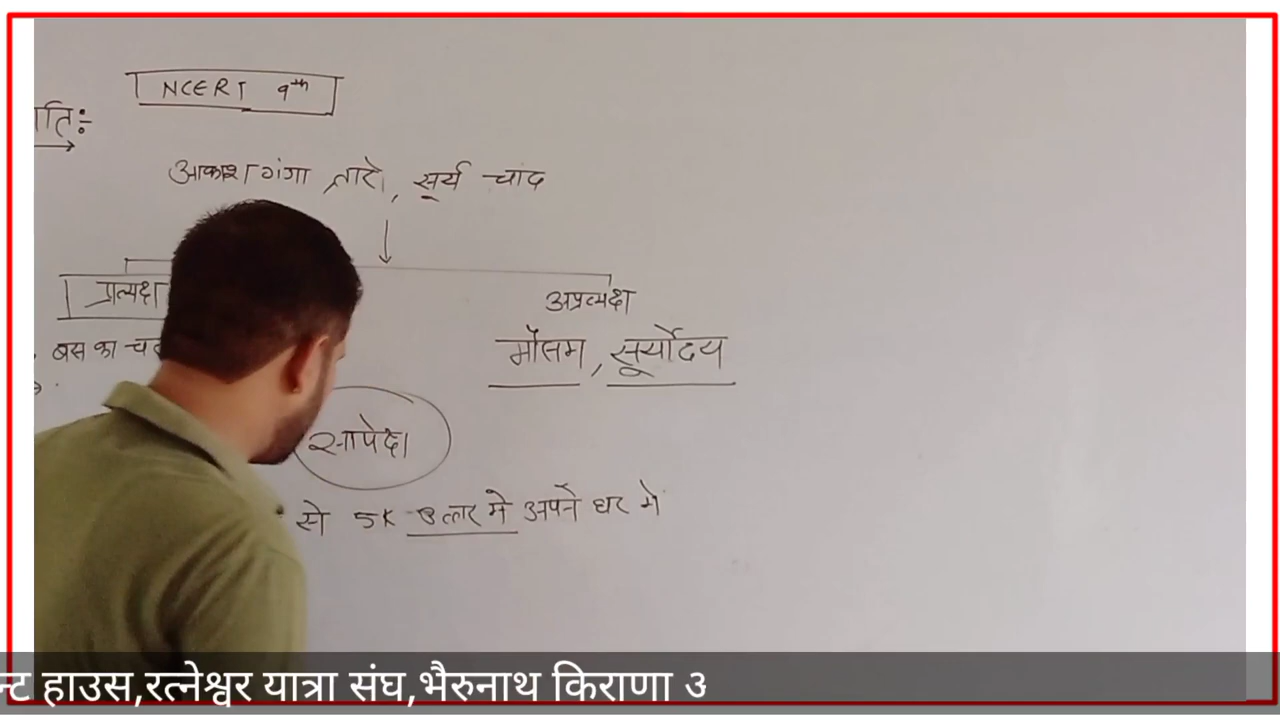 NCERT 9th
गति:
आकाशगंगा तारे, सूर्य चांद
प्रत्यक्ष
अप्रत्यक्ष
बस का
मौसम, सूर्योदय
सापेक्ष
से 5K उत्तर में अपने घर में
हाउस,रत्नेश्वर यात्रा संघ,भैरुनाथ किराणा